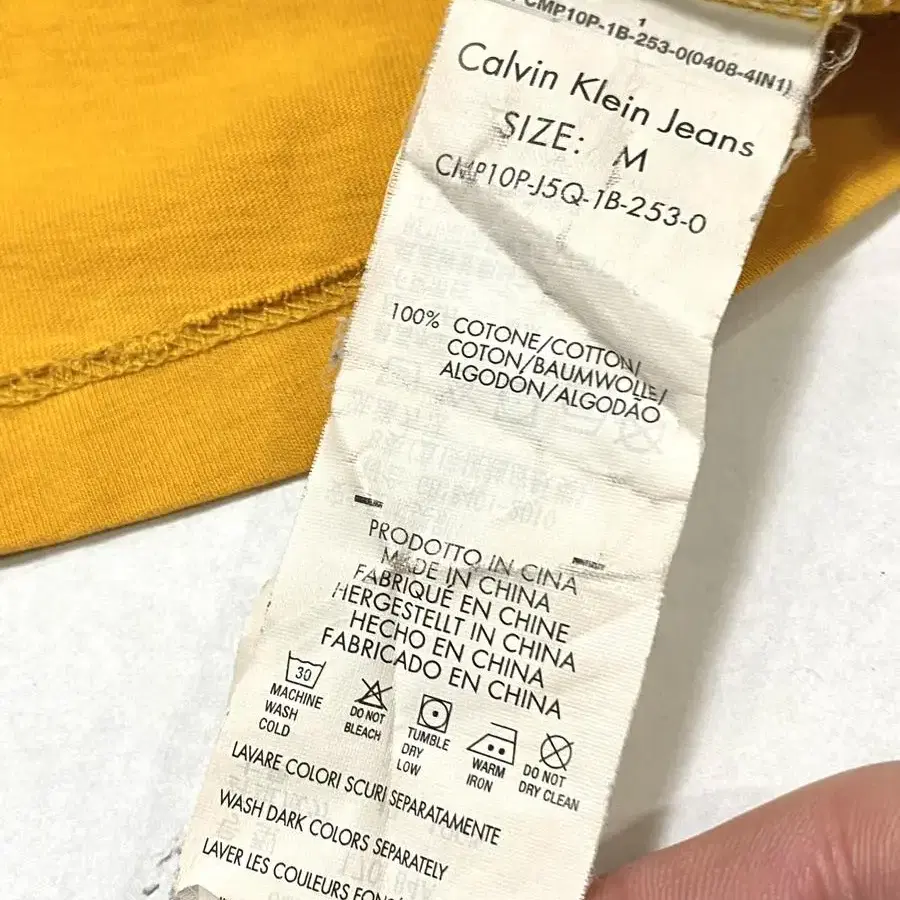 CMP10P-1B-253-0(0408-4IN1)
1
Calvin Klein Jeans
SIZE: M
CMP10P-J5Q-1B-253-0
100% COTONE/COTTON/
COTON/BAUMWOLLE/
ALGODÓN/ALGODÃO
PRODOTTO IN CINA
MADE IN CHINA
FABRIQUÉ EN CHINE
HERGESTELLT IN CHINA
HECHO EN CHINA
FABRICADO EN CHINA
30
MACHINE
WASH
COLD
DO NOT
BLEACH
TUMBLE
DRY
LOW
WARM
IRON
DO NOT
DRY CLEAN
LAVARE COLORI SCURI SEPARATAMENTE
WASH DARK COLORS SEPARATELY
LAVER LES COULEURS